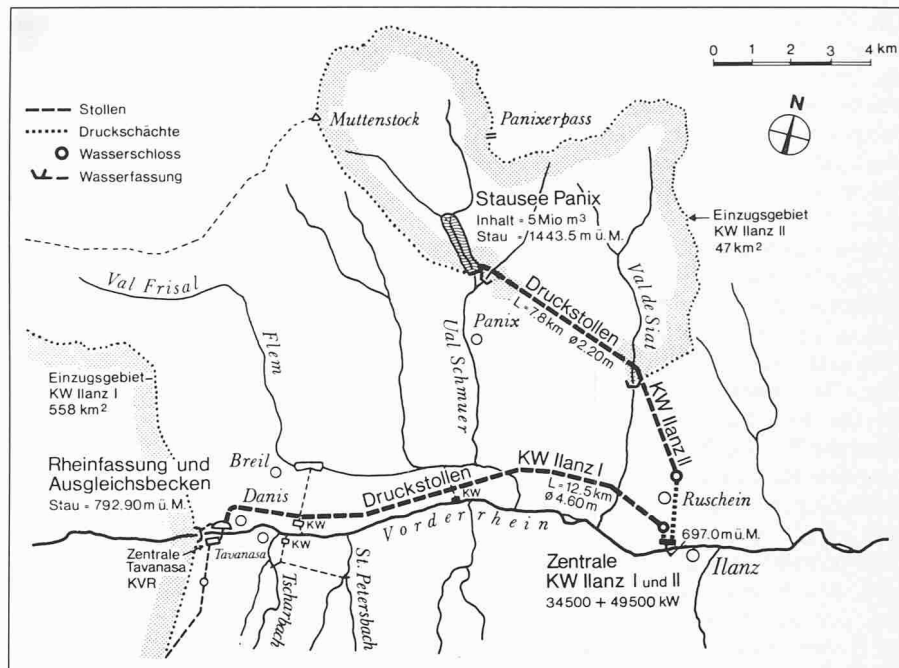 0 1 2 3 4 km
N
Stollen
Druckschächte
Wasserschloss
Wasserfassung
Muttenstock
Panixerpass
Stausee Panix
Inhalt = 5 Mio m³
Stau = 1443.5 m ü. M.
Einzugsgebiet
KW Ilanz II
47 km²
Val Frisal
Flem
Ual Schmuer
Panix
Druckstollen
L = 7.8 km ø 2.20 m
Val de Siat
KW Ilanz II
Einzugsgebiet
KW Ilanz I
558 km²
Rheinfassung und
Ausgleichsbecken
Stau = 792.90 m ü. M.
Breil
Danis
Druckstollen
KW Ilanz I
L = 12.5 km
ø 4.60 m
Ruschein
KW
KW
KW
Vorderrhein
697.0 m ü. M.
Zentrale
Tavanasa
KVR
Tavanasa
Tscharbach
St. Petersbach
Zentrale
KW Ilanz I und II
34500 + 49500 kW
Ilanz